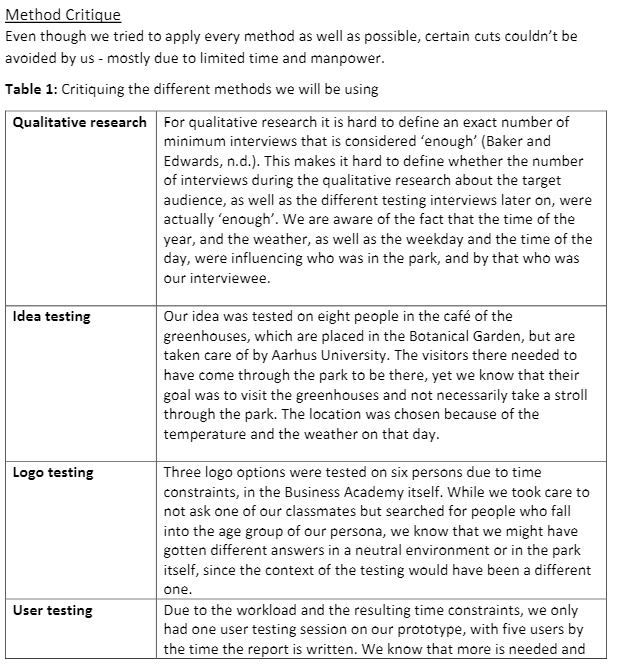 Method Critique
Even though we tried to apply every method as well as possible, certain cuts couldn’t be
avoided by us - mostly due to limited time and manpower.
Table 1: Critiquing the different methods we will be using
Qualitative research
For qualitative research it is hard to define an exact number of
minimum interviews that is considered ‘enough’ (Baker and
Edwards, n.d.). This makes it hard to define whether the number
of interviews during the qualitative research about the target
audience, as well as the different testing interviews later on, were
actually ‘enough’. We are aware of the fact that the time of the
year, and the weather, as well as the weekday and the time of the
day, were influencing who was in the park, and by that who was
our interviewee.
Idea testing
Our idea was tested on eight people in the café of the
greenhouses, which are placed in the Botanical Garden, but are
taken care of by Aarhus University. The visitors there needed to
have come through the park to be there, yet we know that their
goal was to visit the greenhouses and not necessarily take a stroll
through the park. The location was chosen because of the
temperature and the weather on that day.
Logo testing
Three logo options were tested on six persons due to time
constraints, in the Business Academy itself. While we took care to
not ask one of our classmates but searched for people who fall
into the age group of our persona, we know that we might have
gotten different answers in a neutral environment or in the park
itself, since the context of the testing would have been a different
one.
User testing
Due to the workload and the resulting time constraints, we only
had one user testing session on our prototype, with five users by
the time the report is written. We know that more is needed and